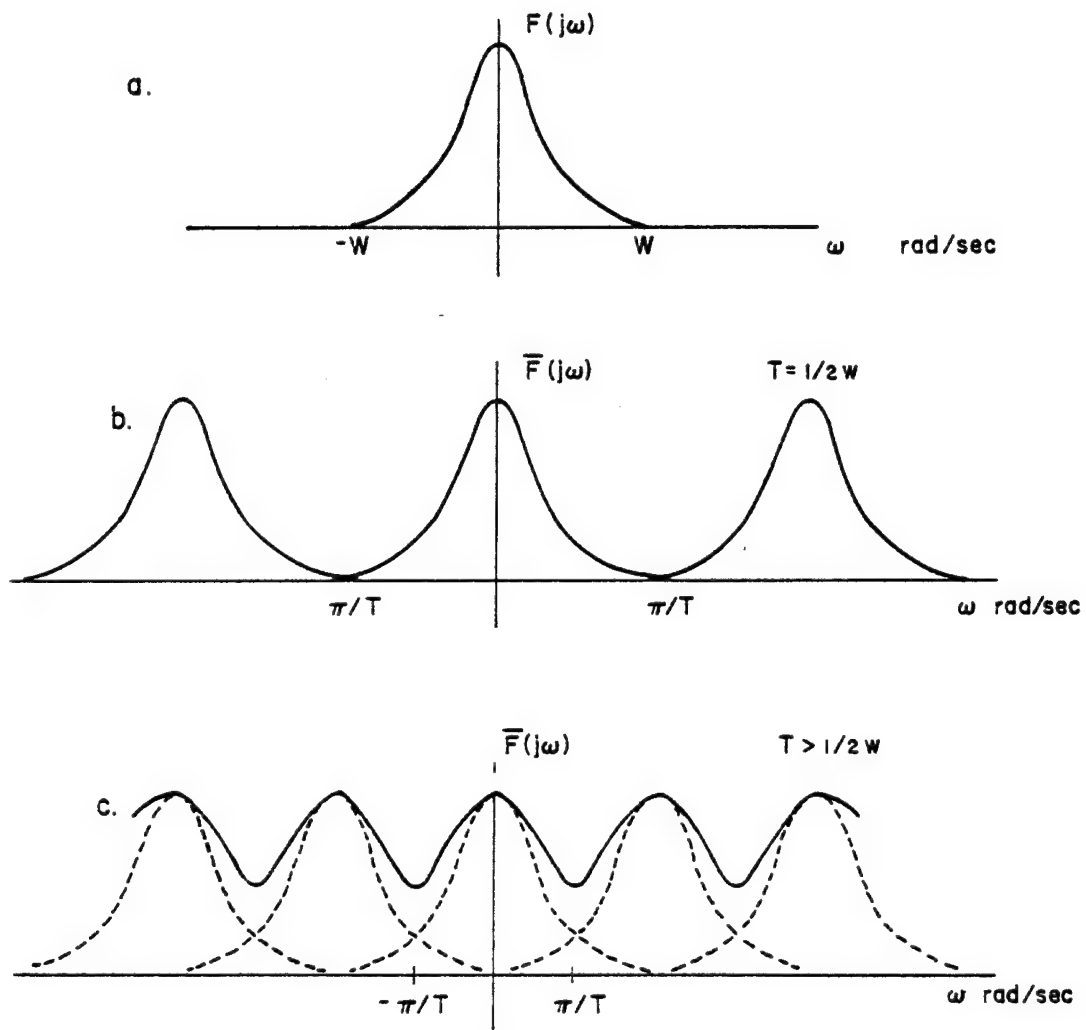 F(jω)
a.
-W
W
ω rad/sec
F̅(jω)
T = 1/2 W
b.
π/T
π/T
ω rad/sec
F̅(jω)
T > 1/2 W
c.
-π/T
π/T
ω rad/sec